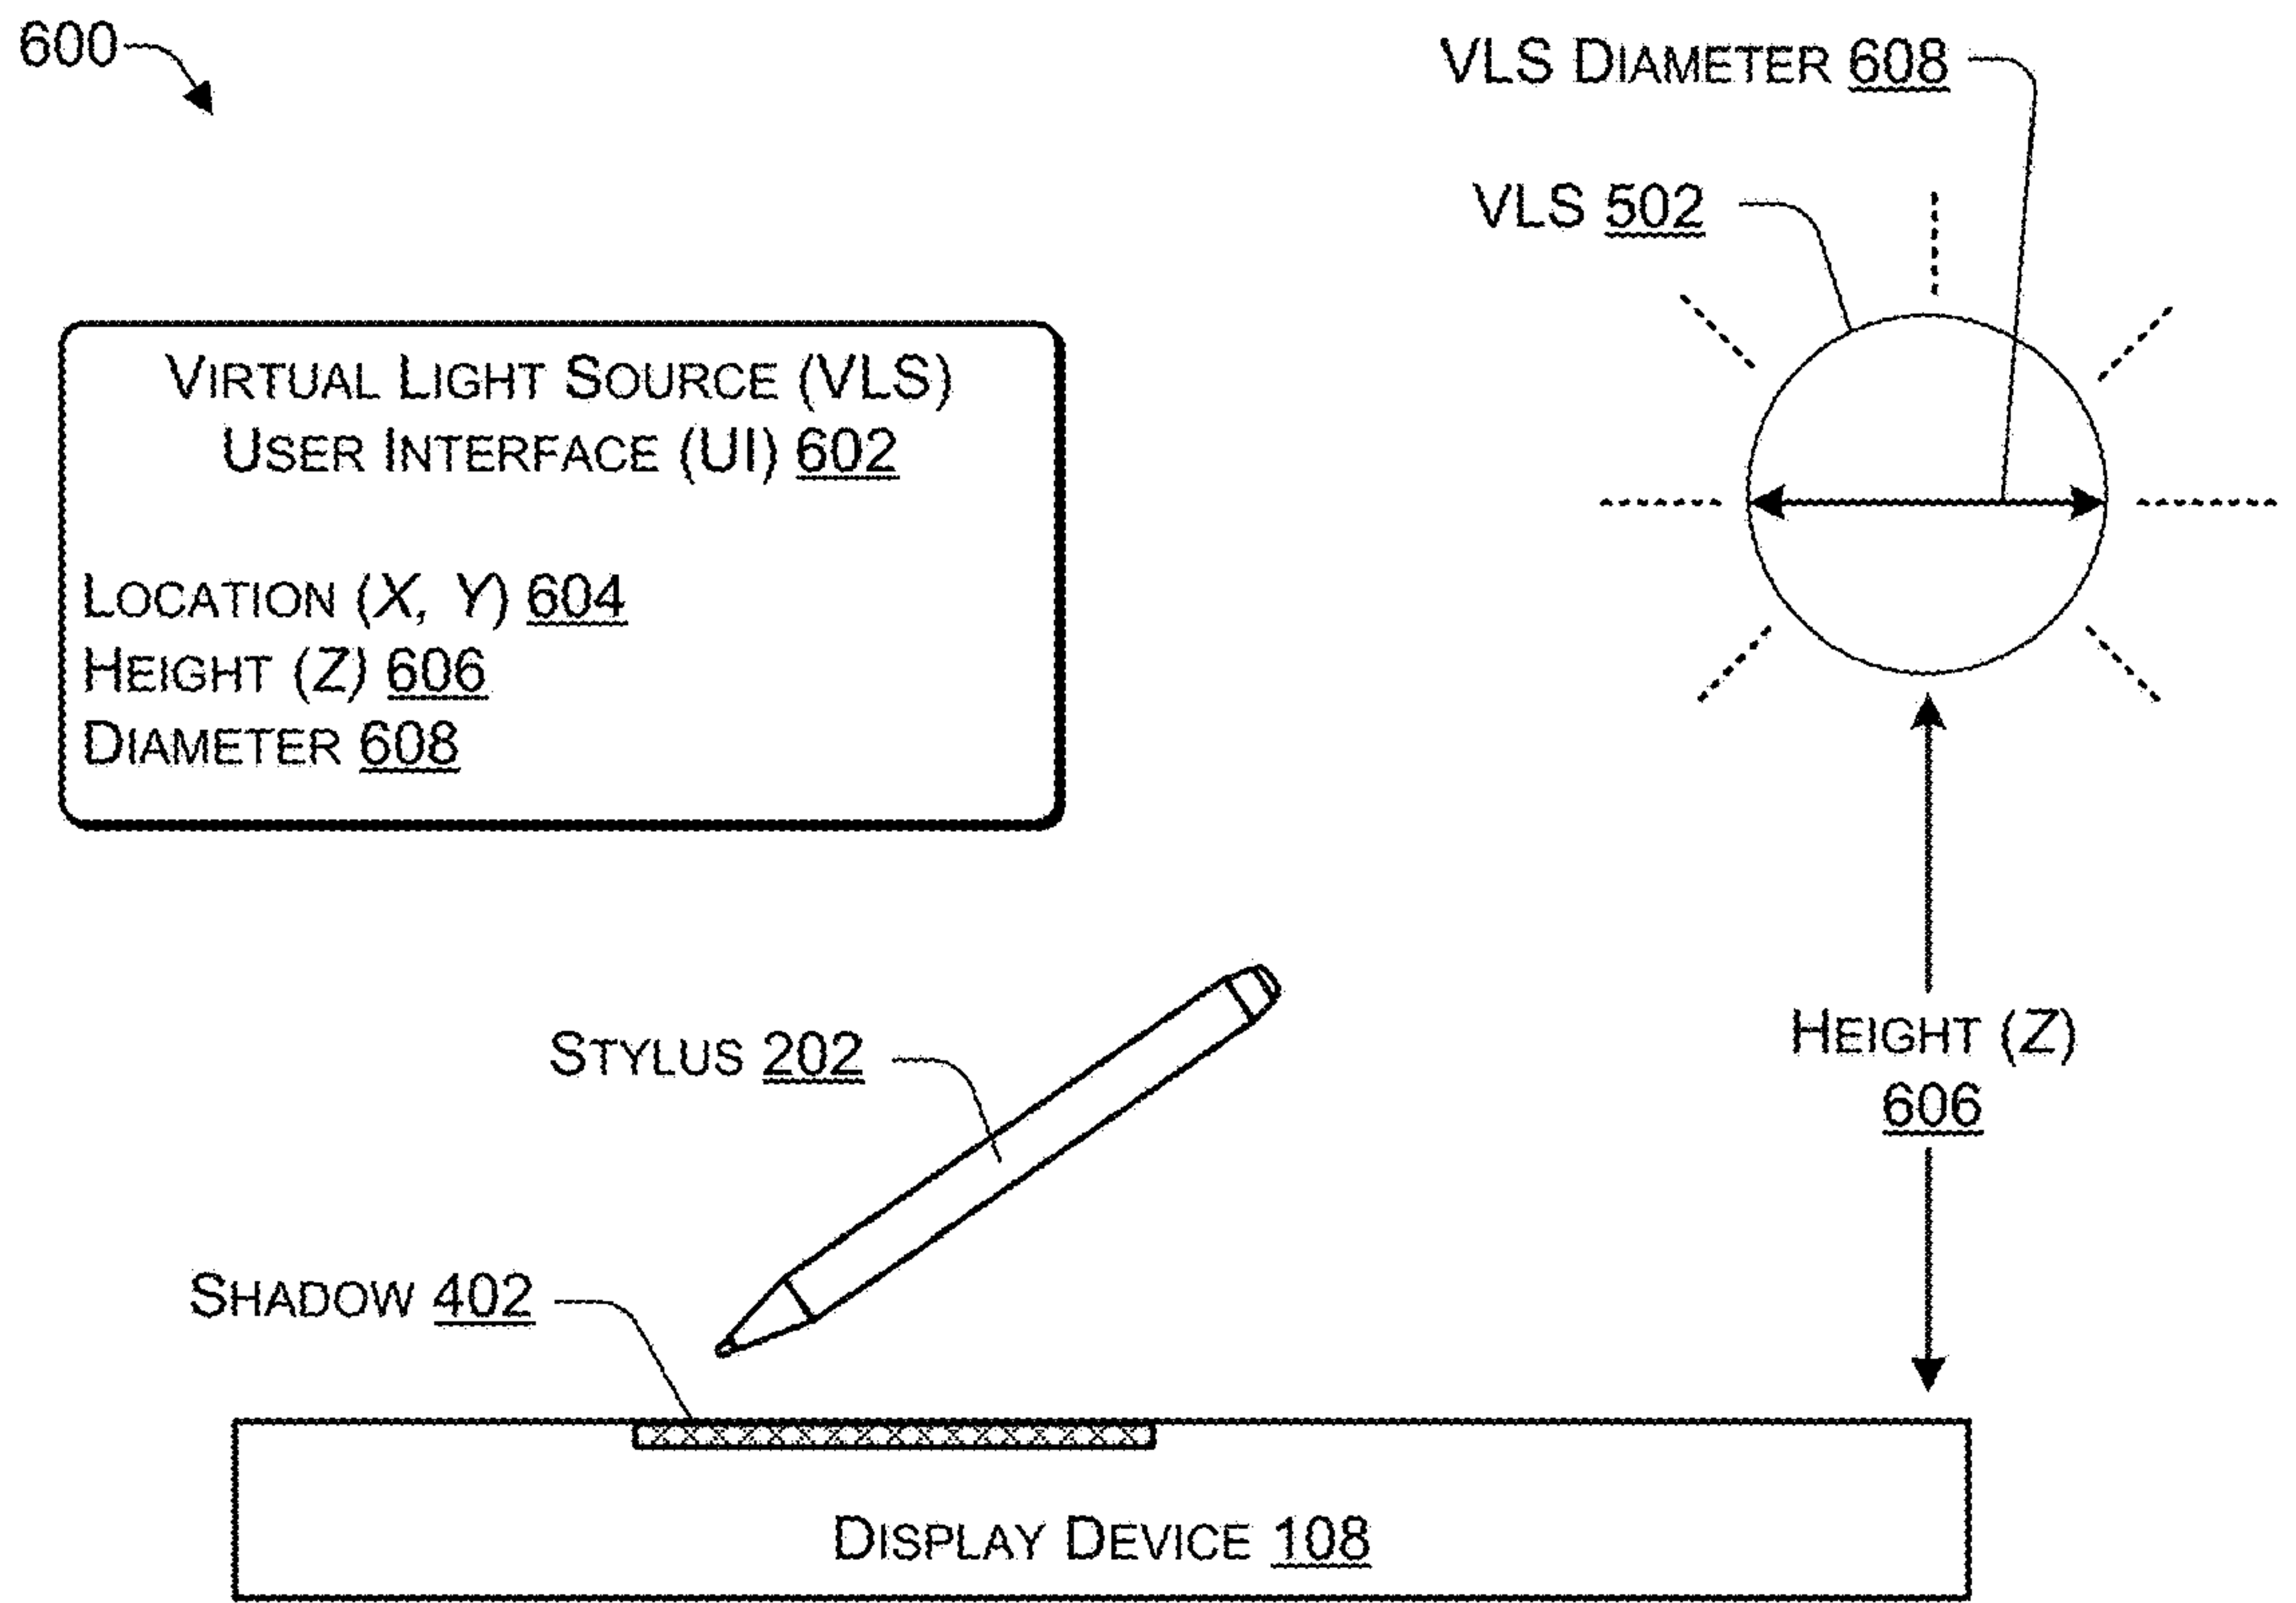 600
VLS DIAMETER 608
VLS 502
VIRTUAL LIGHT SOURCE (VLS)
USER INTERFACE (UI) 602
LOCATION (X, Y) 604
HEIGHT (Z) 606
DIAMETER 608
STYLUS 202
HEIGHT (Z)
606
SHADOW 402
DISPLAY DEVICE 108